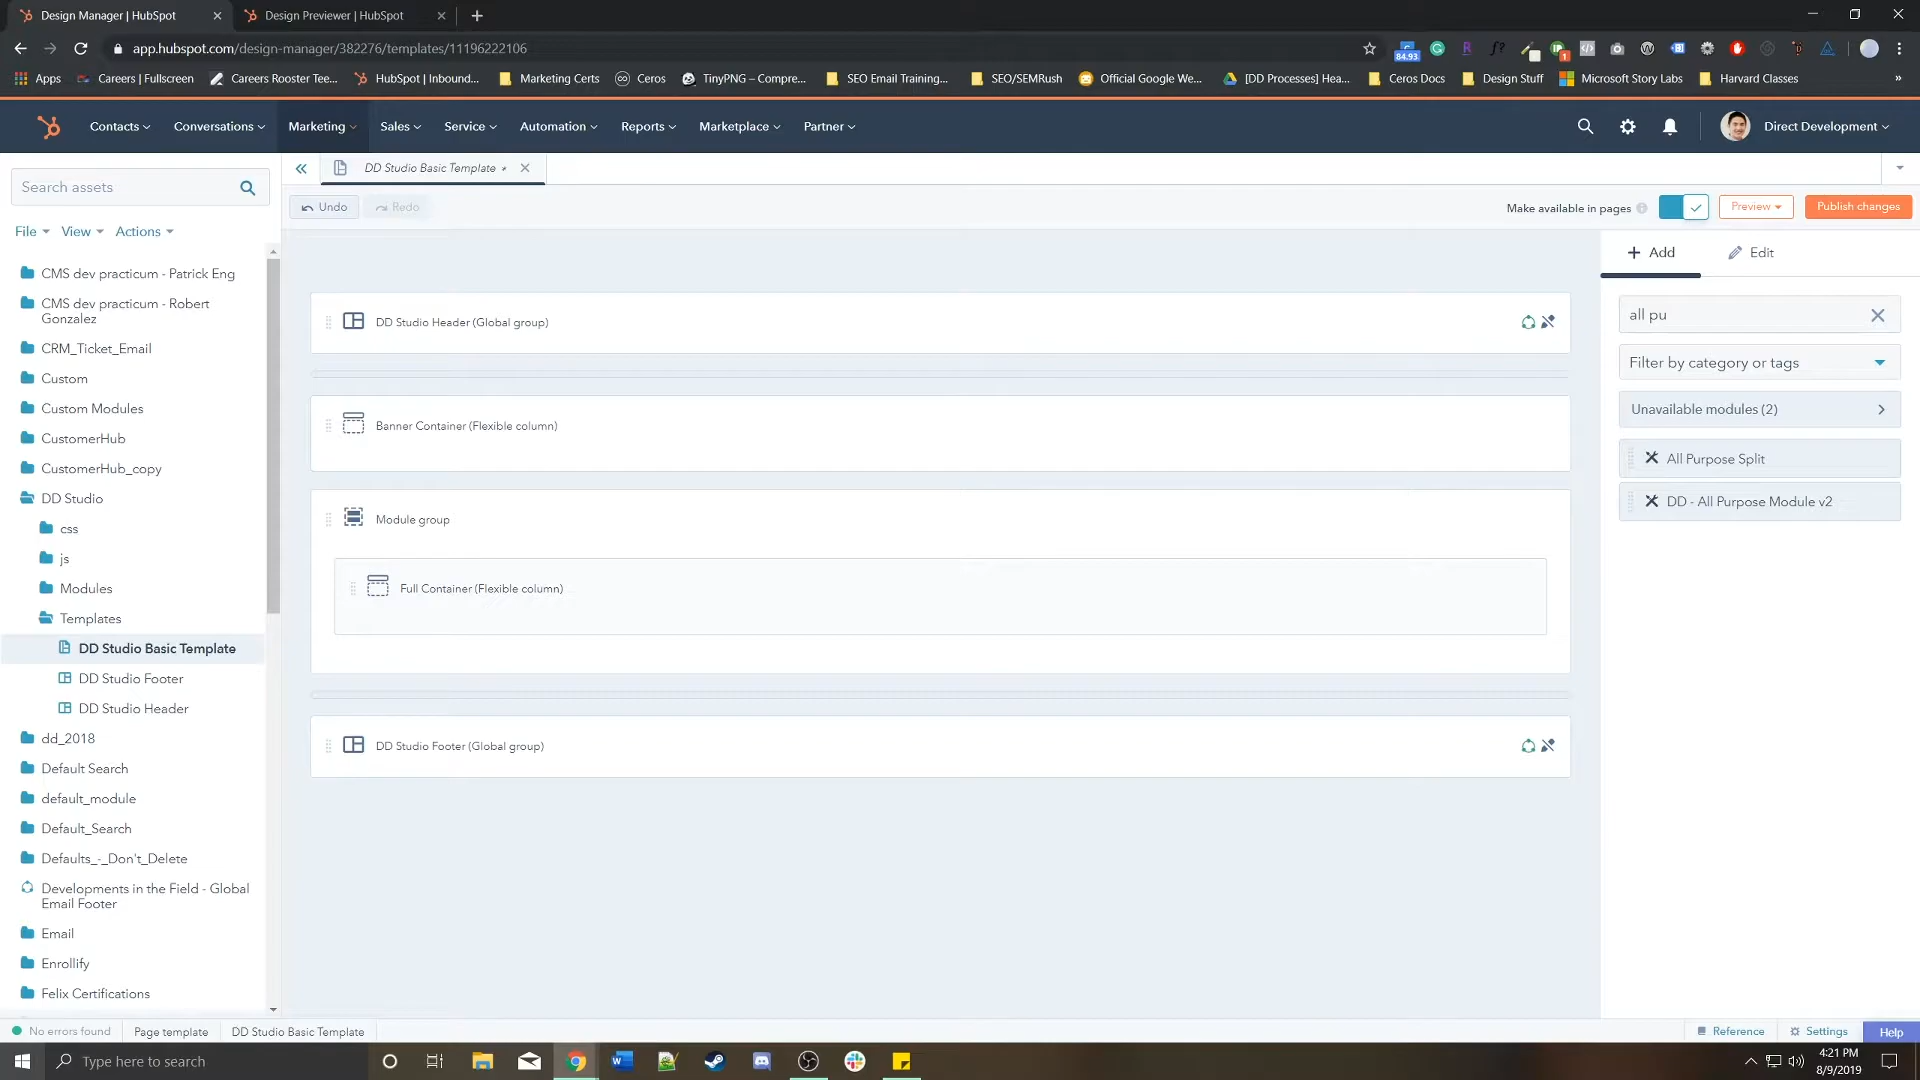 Design Manager | HubSpot
Design Previewer | HubSpot
app.hubspot.com/design-manager/382276/templates/11196222106
84.93
Apps
Careers | Fullscreen
Careers Rooster Tee...
HubSpot | Inbound...
Marketing Certs
Ceros
TinyPNG – Compre...
SEO Email Training...
SEO/SEMRush
Official Google We...
[DD Processes] Hea...
Ceros Docs
Design Stuff
Microsoft Story Labs
Harvard Classes
»
Contacts
Conversations
Marketing
Sales
Service
Automation
Reports
Marketplace
Partner
Direct Development
Search assets
DD Studio Basic Template
Undo
Redo
Make available in pages
Preview
Publish changes
File
View
Actions
CMS dev practicum - Patrick Eng
CMS dev practicum - Robert
Gonzalez
CRM_Ticket_Email
Custom
Custom Modules
CustomerHub
CustomerHub_copy
DD Studio
css
js
Modules
Templates
DD Studio Basic Template
DD Studio Footer
DD Studio Header
dd_2018
Default Search
default_module
Default_Search
Defaults_-_Don't_Delete
Developments in the Field - Global
Email Footer
Email
Enrollify
Felix Certifications
DD Studio Header (Global group)
Banner Container (Flexible column)
Module group
Full Container (Flexible column)
DD Studio Footer (Global group)
Add
Edit
all pu
Filter by category or tags
Unavailable modules (2)
All Purpose Split
DD - All Purpose Module v2
No errors found
Page template
DD Studio Basic Template
Reference
Settings
Help
Type here to search
4:21 PM
8/9/2019